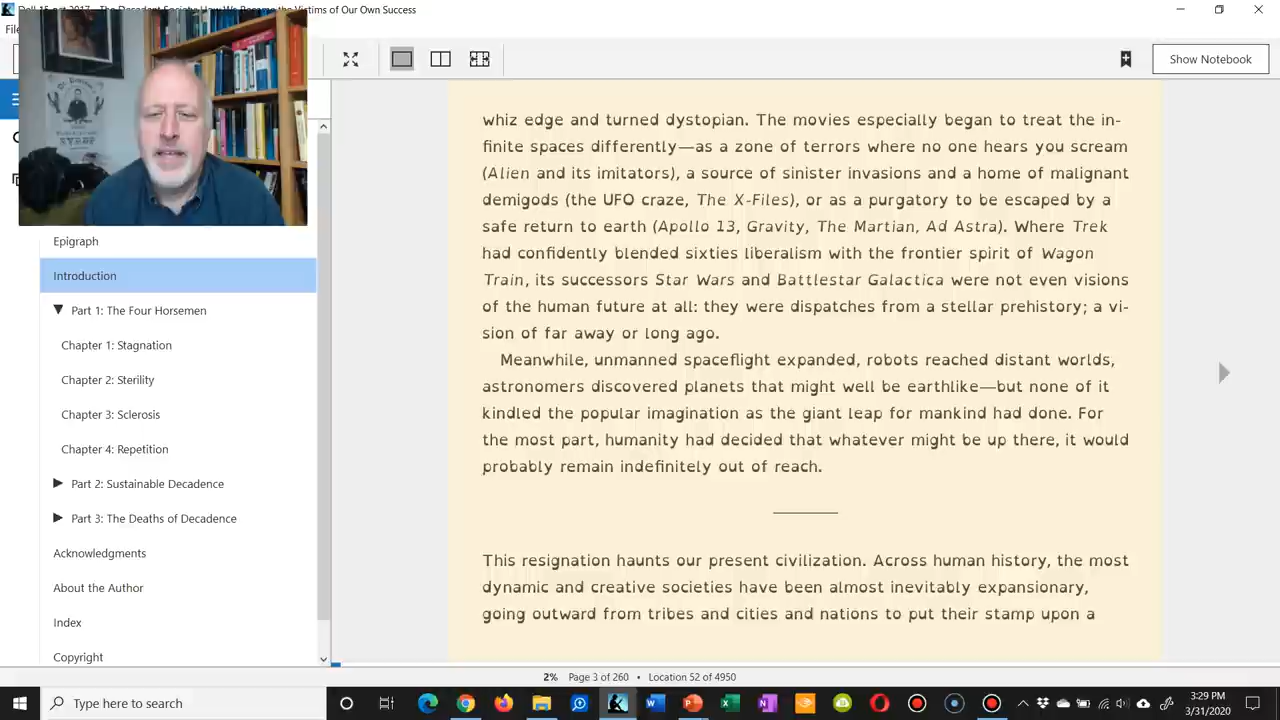 15-oct-2017 - The Decadent Society: How We Became the Victims of Our Own Success
Show Notebook
Epigraph
Introduction
Part 1: The Four Horsemen
Chapter 1: Stagnation
Chapter 2: Sterility
Chapter 3: Sclerosis
Chapter 4: Repetition
Part 2: Sustainable Decadence
Part 3: The Deaths of Decadence
Acknowledgments
About the Author
Index
Copyright
whiz edge and turned dystopian. The movies especially began to treat the in-
finite spaces differently—as a zone of terrors where no one hears you scream
(Alien and its imitators), a source of sinister invasions and a home of malignant
demigods (the UFO craze, The X-Files), or as a purgatory to be escaped by a
safe return to earth (Apollo 13, Gravity, The Martian, Ad Astra). Where Trek
had confidently blended sixties liberalism with the frontier spirit of Wagon
Train, its successors Star Wars and Battlestar Galactica were not even visions
of the human future at all: they were dispatches from a stellar prehistory; a vi-
sion of far away or long ago.
Meanwhile, unmanned spaceflight expanded, robots reached distant worlds,
astronomers discovered planets that might well be earthlike—but none of it
kindled the popular imagination as the giant leap for mankind had done. For
the most part, humanity had decided that whatever might be up there, it would
probably remain indefinitely out of reach.
This resignation haunts our present civilization. Across human history, the most
dynamic and creative societies have been almost inevitably expansionary,
going outward from tribes and cities and nations to put their stamp upon a
2% Page 3 of 260 • Location 52 of 4950
Type here to search
3:29 PM
3/31/2020